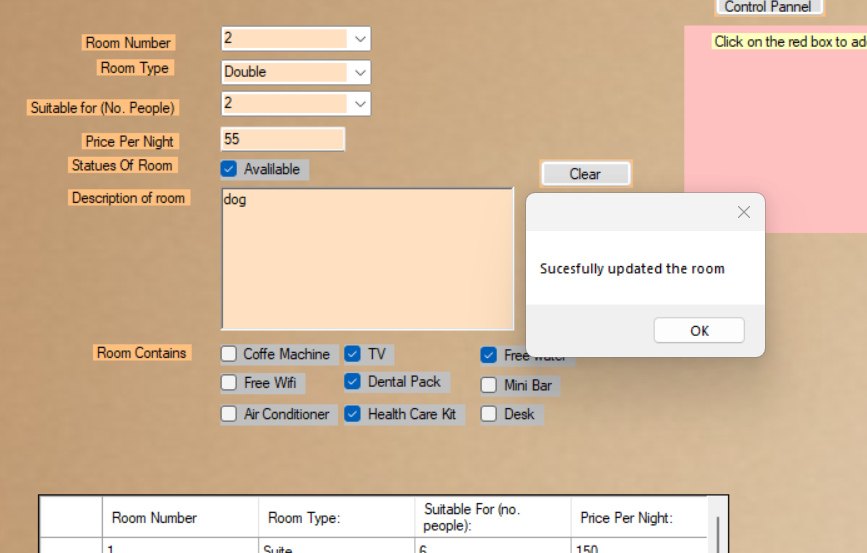 Control Pannel
Room Number 2
Click on the red box to ad
Room Type Double
Suitable for (No. People) 2
Price Per Night 55
Statues Of Room Avalilable
Clear
Description of room dog
Sucesfully updated the room
OK
Room Contains Coffe Machine TV Free water
Free Wifi Dental Pack Mini Bar
Air Conditioner Health Care Kit Desk
Room Number Room Type: Suitable For (no. people): Price Per Night:
1 Suite 6 150